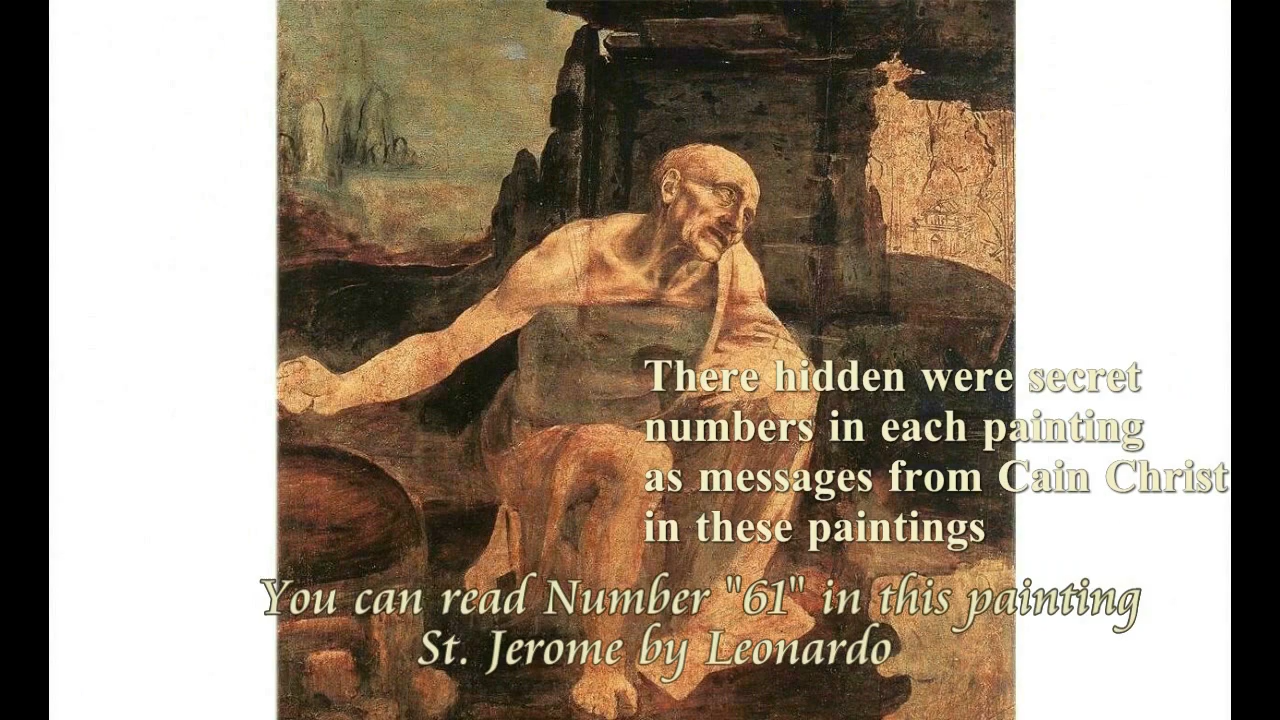 There hidden were secret
numbers in each painting
as messages from Cain Christ
in these paintings
You can read Number "61" in this painting
St. Jerome by Leonardo